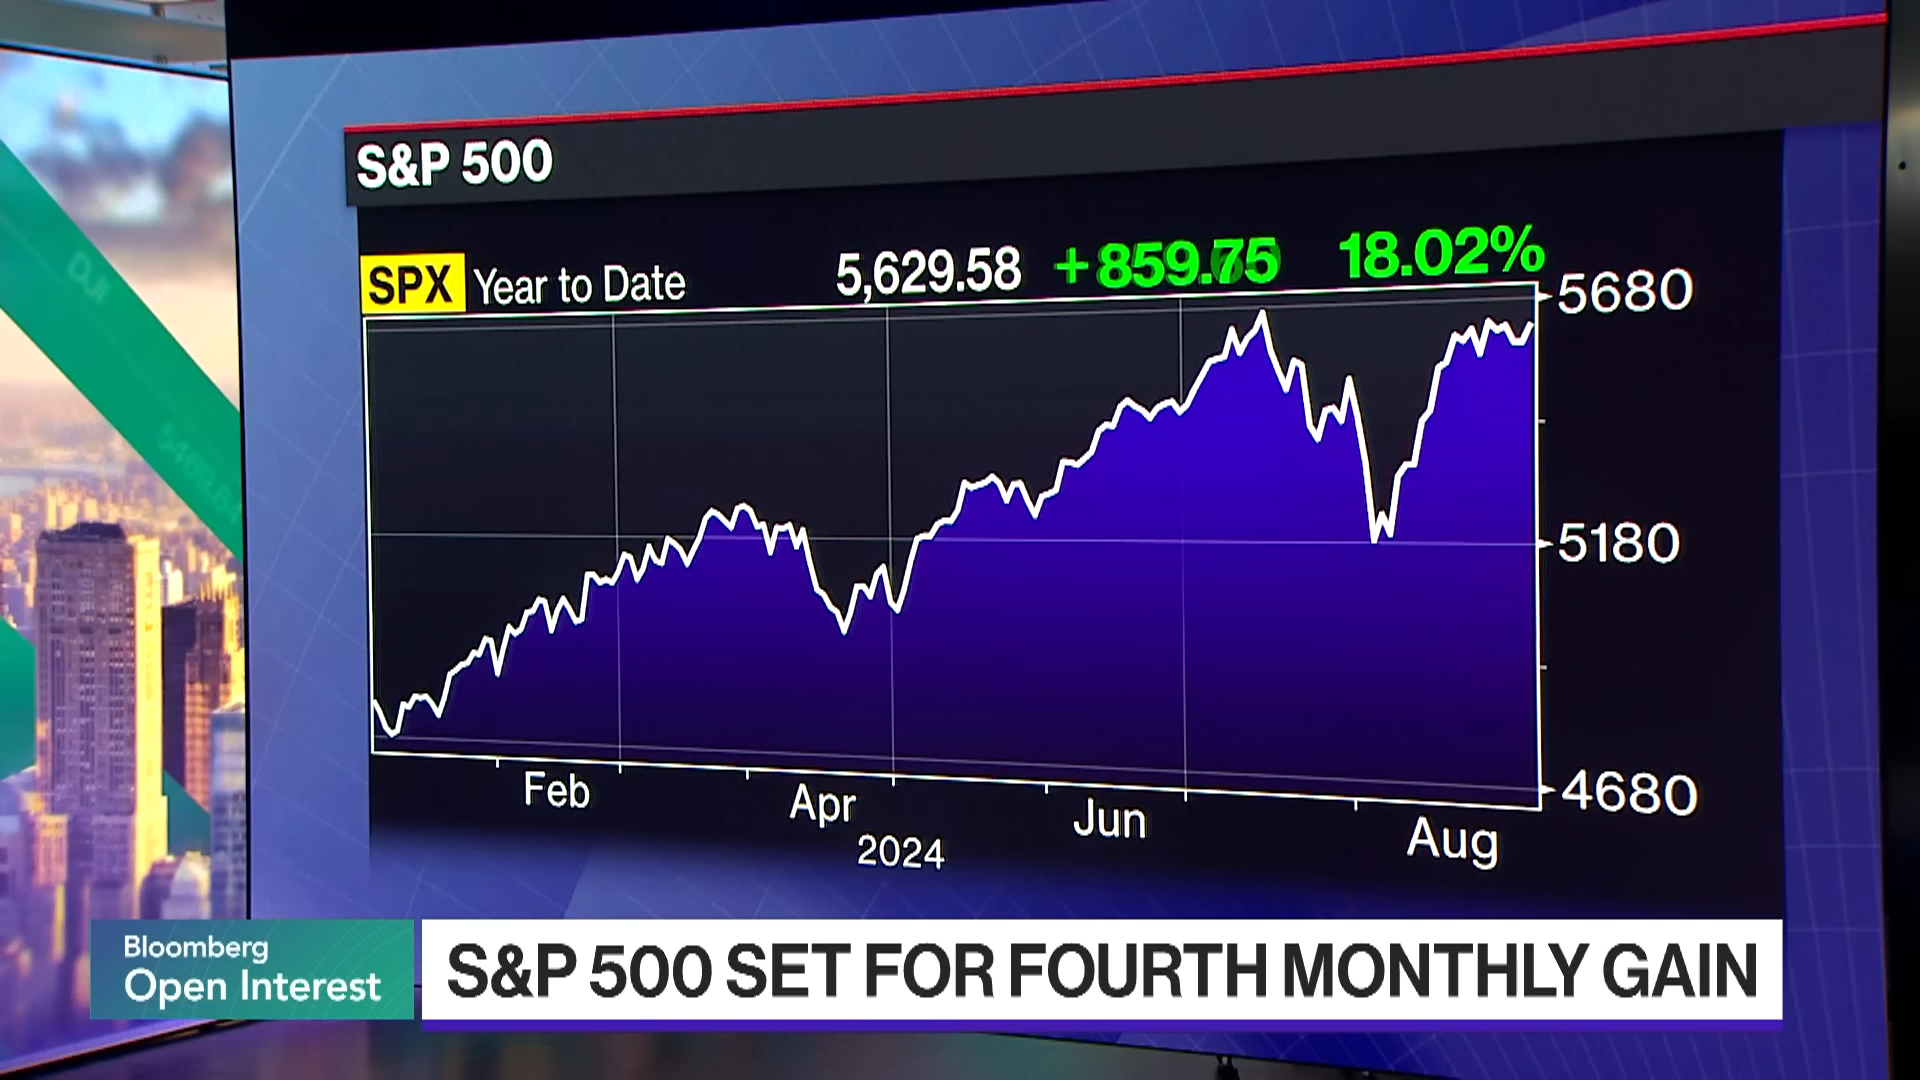 S&P 500
SPX Year to Date 5,629.58 +859.75 18.02%
5680
5180
4680
Feb Apr Jun Aug
2024
DJI
Bloomberg
Open Interest
S&P 500 SET FOR FOURTH MONTHLY GAIN